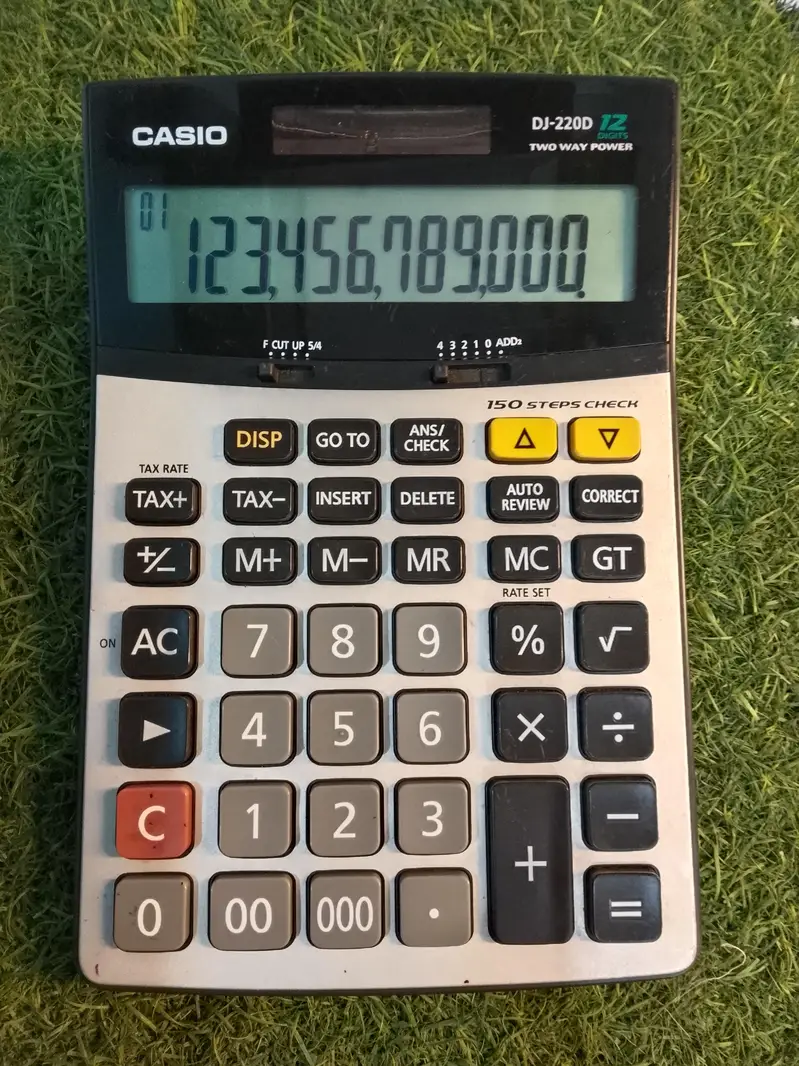 CASIO
DJ-220D 12 DIGITS
TWO WAY POWER
01
123,456,789,000.
F CUT UP 5/4
4 3 2 1 0 ADD2
150 STEPS CHECK
DISP GO TO ANS/CHECK △ ▽
TAX RATE
TAX+ TAX− INSERT DELETE AUTO REVIEW CORRECT
+/− M+ M− MR MC GT
RATE SET
ON AC 7 8 9 % √
▶ 4 5 6 × ÷
C 1 2 3 + −
0 00 000 · =